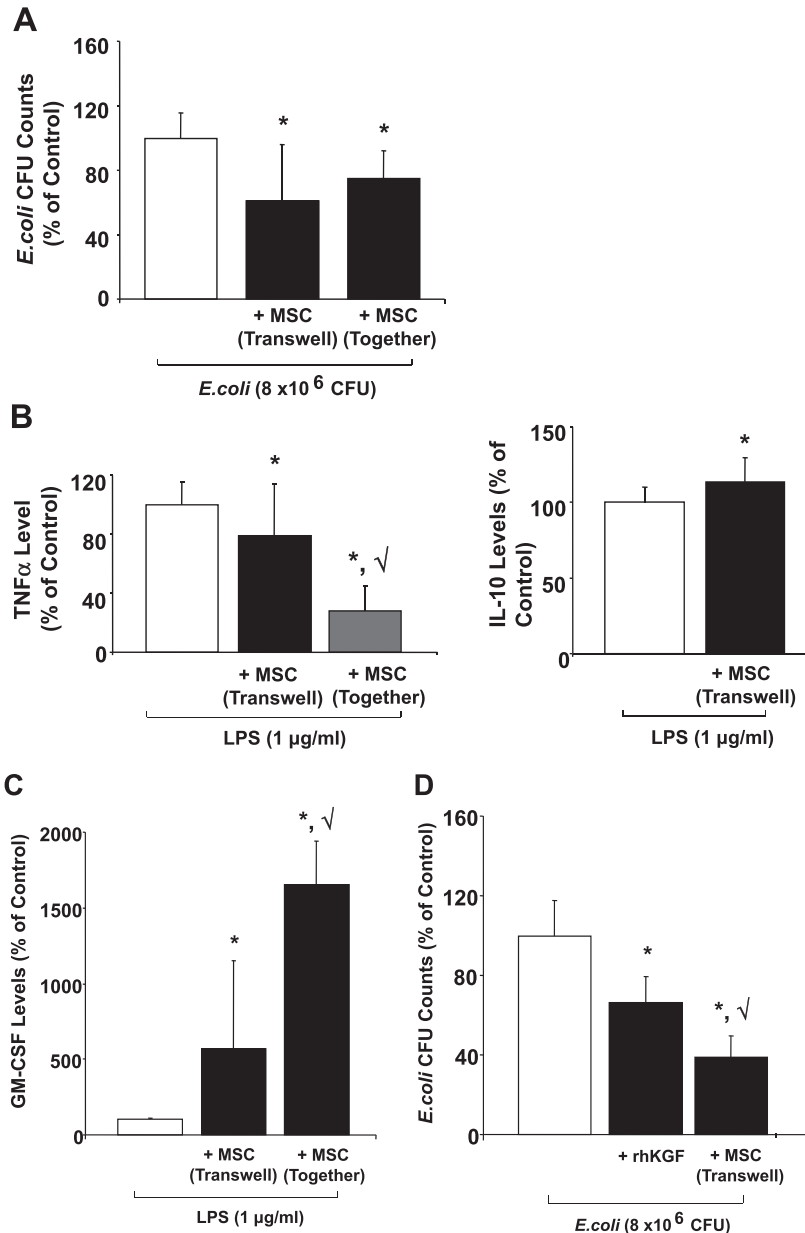 A
E.coli CFU Counts
(% of Control)
160
120
80
40
0
*
*
+ MSC
(Transwell)
+ MSC
(Together)
E.coli (8 x10 6 CFU)
B
TNFα Level
(% of Control)
120
80
40
0
*
*, √
+ MSC
(Transwell)
+ MSC
(Together)
LPS (1 µg/ml)
IL-10 Levels (% of
Control)
150
100
50
0
*
+ MSC
(Transwell)
LPS (1 µg/ml)
C
GM-CSF Levels (% of Control)
2000
1500
1000
500
0
*
*, √
+ MSC
(Transwell)
+ MSC
(Together)
LPS (1 µg/ml)
D
E.coli CFU Counts (% of Control)
160
120
80
40
0
*
*, √
+ rhKGF
+ MSC
(Transwell)
E.coli (8 x10 6 CFU)